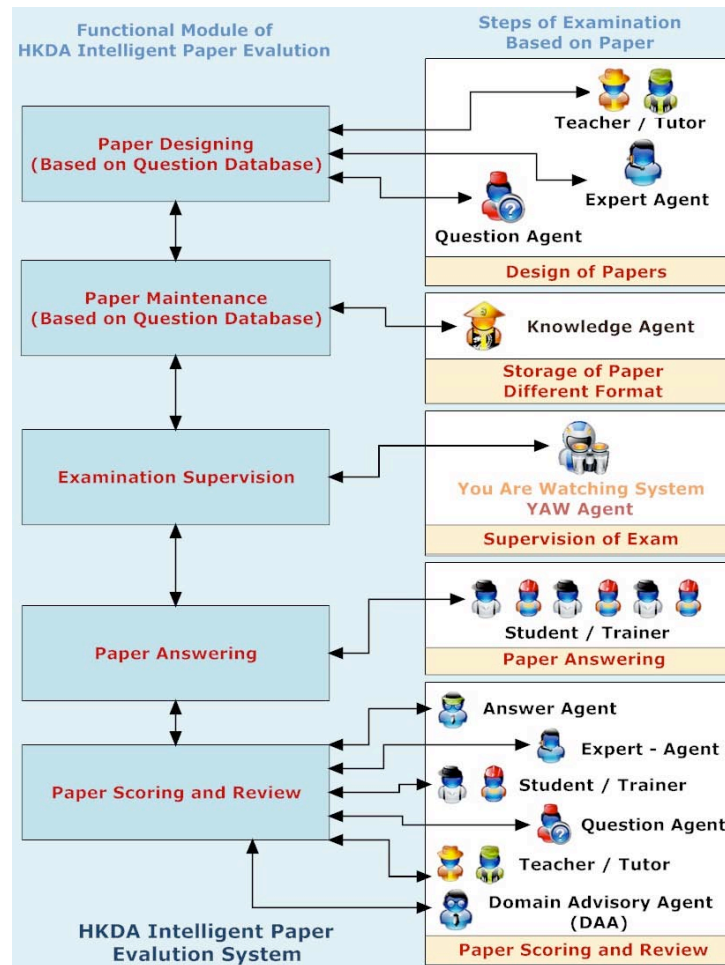 Functional Module of
HKDA Intelligent Paper Evalution
Steps of Examination
Based on Paper
Paper Designing
(Based on Question Database)
Teacher / Tutor
Expert Agent
?
Question Agent
Design of Papers
Paper Maintenance
(Based on Question Database)
Knowledge Agent
Storage of Paper
Different Format
Examination Supervision
You Are Watching System
YAW Agent
Supervision of Exam
Paper Answering
Student / Trainer
Paper Answering
Paper Scoring and Review
Answer Agent
Expert - Agent
Student / Trainer
?
Question Agent
Teacher / Tutor
Domain Advisory Agent
(DAA)
Paper Scoring and Review
HKDA Intelligent Paper
Evalution System